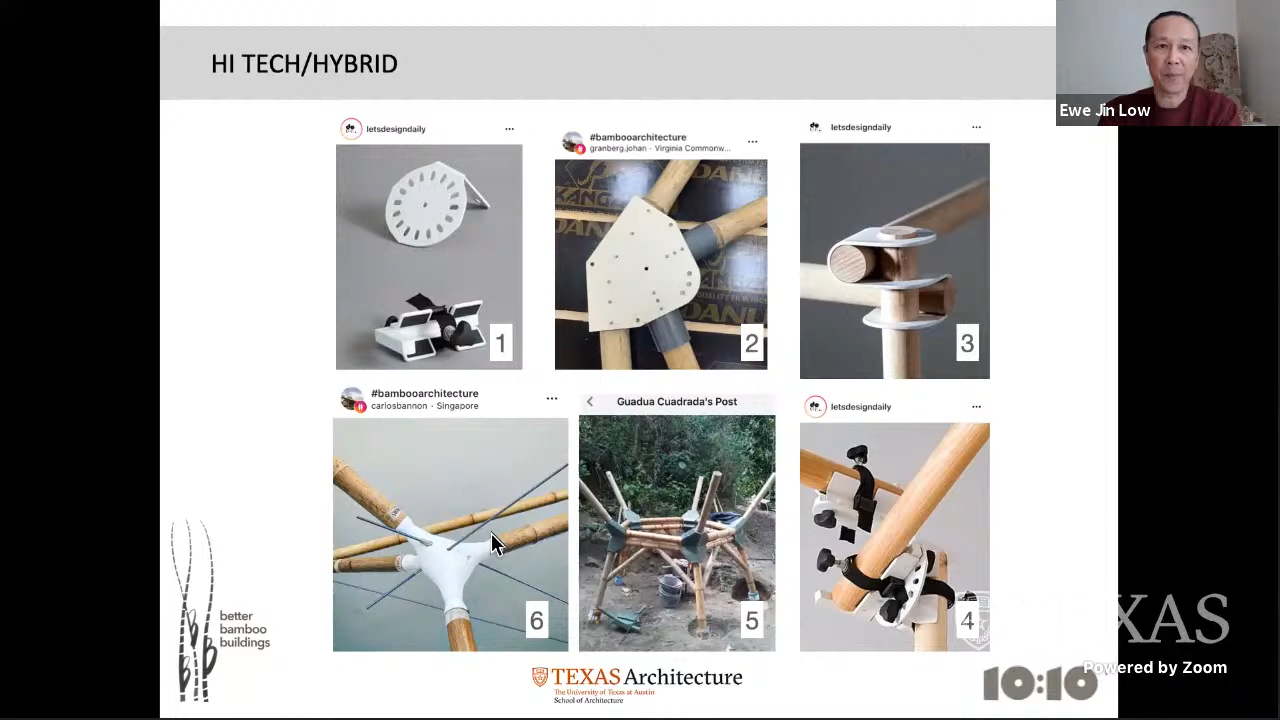 HI TECH/HYBRID
Ewe Jin Low
letsdesigndaily
#bambooarchitecture
granberg.johan · Virginia Commonw...
letsdesigndaily
1
2
3
#bambooarchitecture
carlosbannon · Singapore
Guadua Cuadrada's Post
letsdesigndaily
6
5
4
better
bamboo
buildings
TEXAS Architecture
The University of Texas at Austin
School of Architecture
10:10
XAS
Powered by Zoom